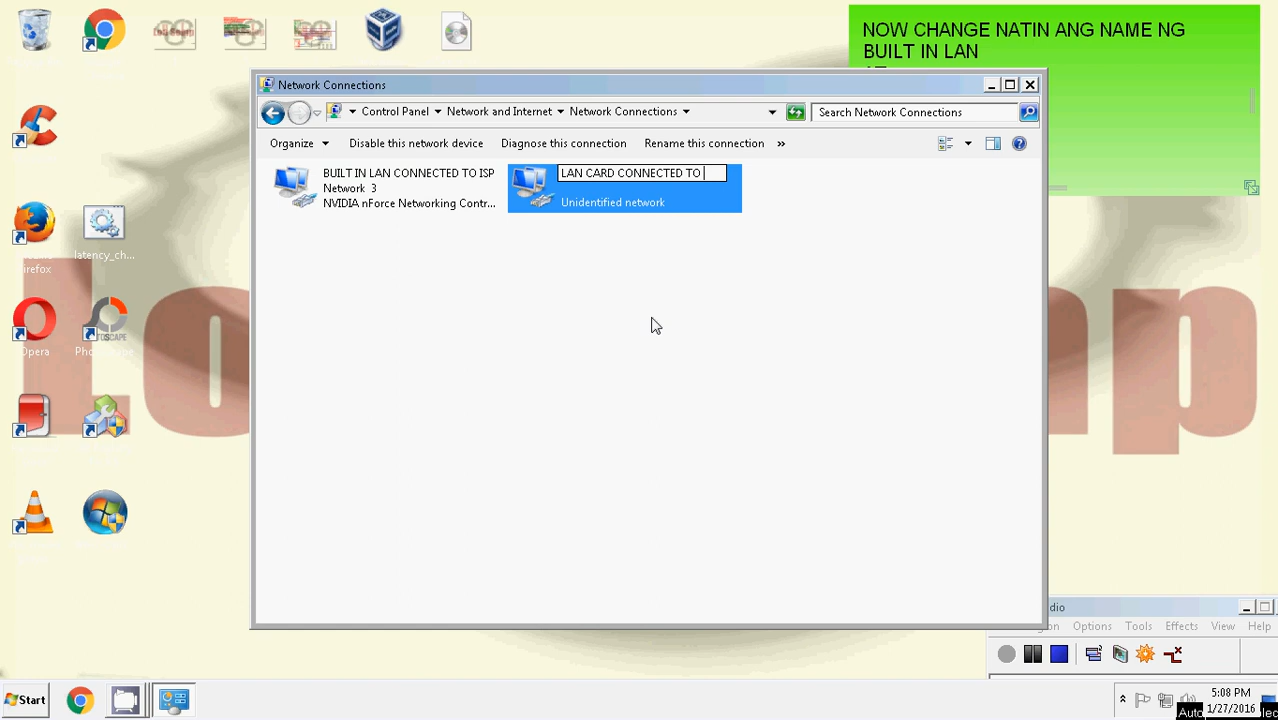 NOW CHANGE NATIN ANG NAME NG
BUILT IN LAN
Network Connections
Control Panel
Network and Internet
Network Connections
Search Network Connections
Organize
Disable this network device
Diagnose this connection
Rename this connection
»
BUILT IN LAN CONNECTED TO ISP
Network 3
NVIDIA nForce Networking Contr...
LAN CARD CONNECTED TO
Unidentified network
irefox
latency_ch...
Opera
dio
Options
Tools
Effects
View
Help
Start
5:08 PM
1/27/2016